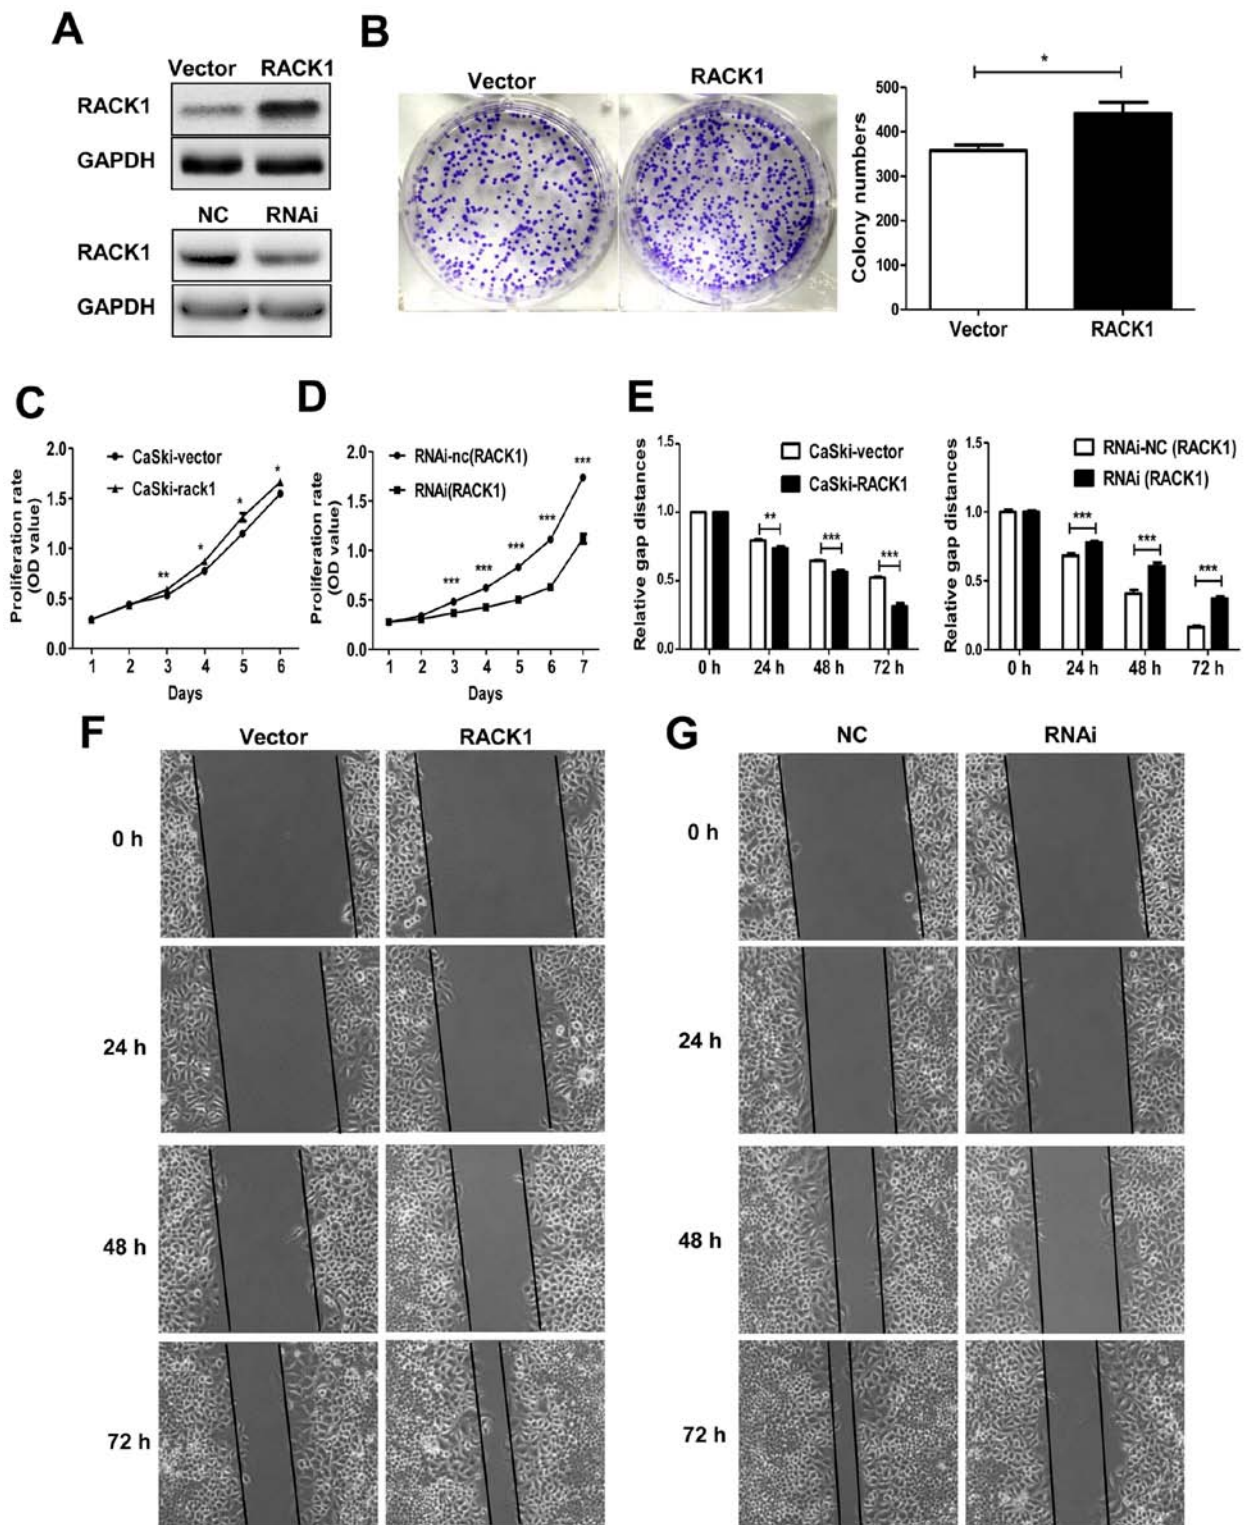 A
Vector RACK1
RACK1
GAPDH
NC RNAi
RACK1
GAPDH
B
Vector RACK1
*
Colony numbers
500
400
300
200
100
0
Vector RACK1
C
Proliferation rate
(OD value)
2.0
1.5
1.0
0.5
0.0
CaSki-vector
CaSki-rack1
** * * *
1 2 3 4 5 6
Days
D
Proliferation rate
(OD value)
2.0
1.5
1.0
0.5
0.0
RNAi-nc(RACK1)
RNAi(RACK1)
*** *** *** *** ***
1 2 3 4 5 6 7
Days
E
Relative gap distances
1.5
1.0
0.5
0.0
CaSki-vector
CaSki-RACK1
** *** ***
0 h 24 h 48 h 72 h
Relative gap distances
1.5
1.0
0.5
0.0
RNAi-NC (RACK1)
RNAi (RACK1)
*** *** ***
0 h 24 h 48 h 72 h
F
Vector RACK1
0 h
24 h
48 h
72 h
G
NC RNAi
0 h
24 h
48 h
72 h